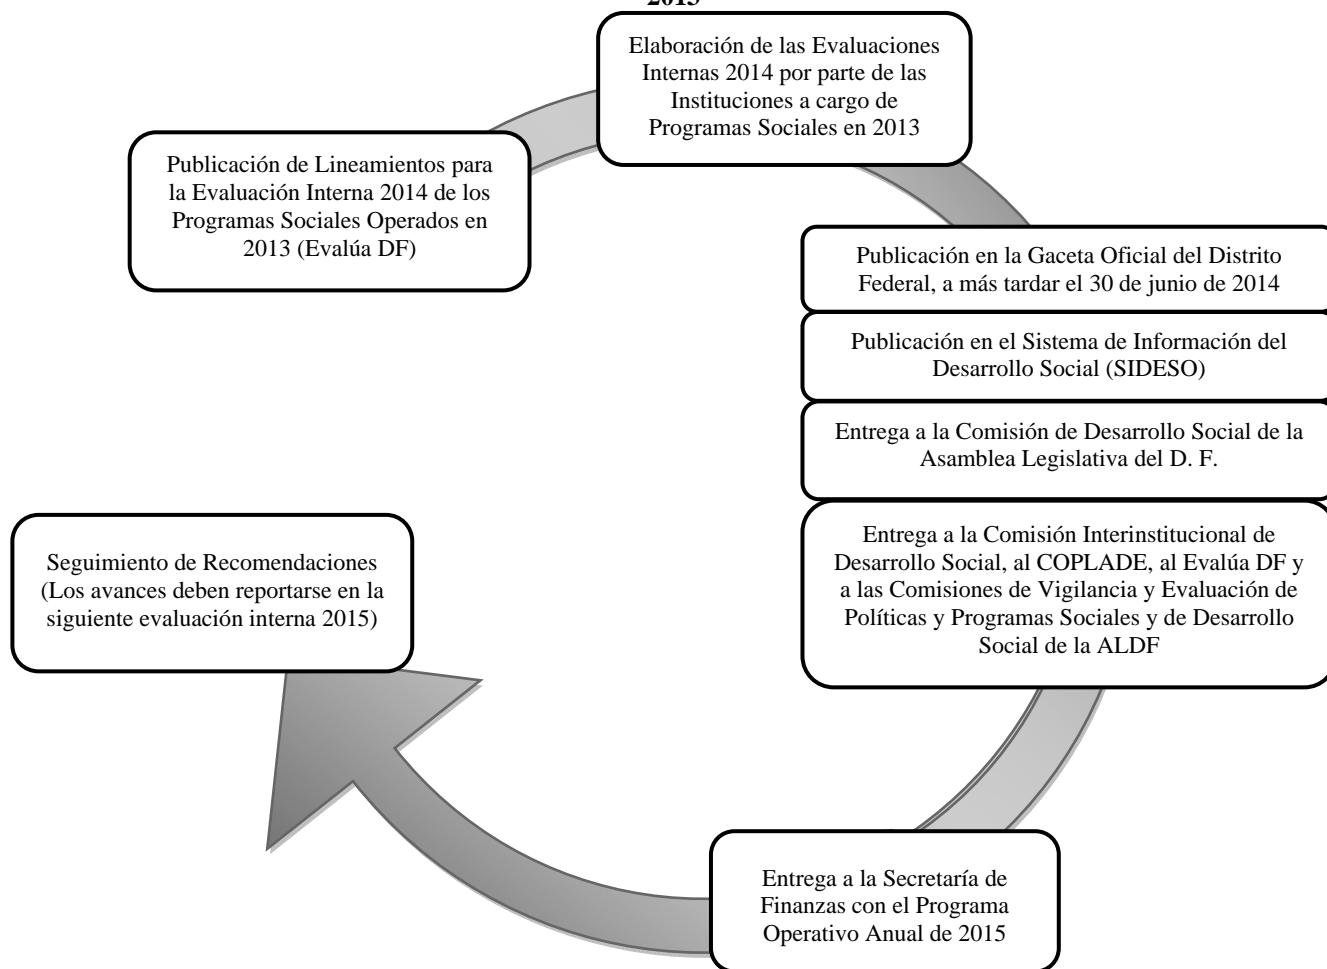 2013
Elaboración de las Evaluaciones
Internas 2014 por parte de las
Instituciones a cargo de
Programas Sociales en 2013
Publicación de Lineamientos para
la Evaluación Interna 2014 de los
Programas Sociales Operados en
2013 (Evalúa DF)
Publicación en la Gaceta Oficial del Distrito
Federal, a más tardar el 30 de junio de 2014
Publicación en el Sistema de Información del
Desarrollo Social (SIDESO)
Entrega a la Comisión de Desarrollo Social de la
Asamblea Legislativa del D. F.
Entrega a la Comisión Interinstitucional de
Desarrollo Social, al COPLADE, al Evalúa DF y
a las Comisiones de Vigilancia y Evaluación de
Políticas y Programas Sociales y de Desarrollo
Social de la ALDF
Seguimiento de Recomendaciones
(Los avances deben reportarse en la
siguiente evaluación interna 2015)
Entrega a la Secretaría de
Finanzas con el Programa
Operativo Anual de 2015